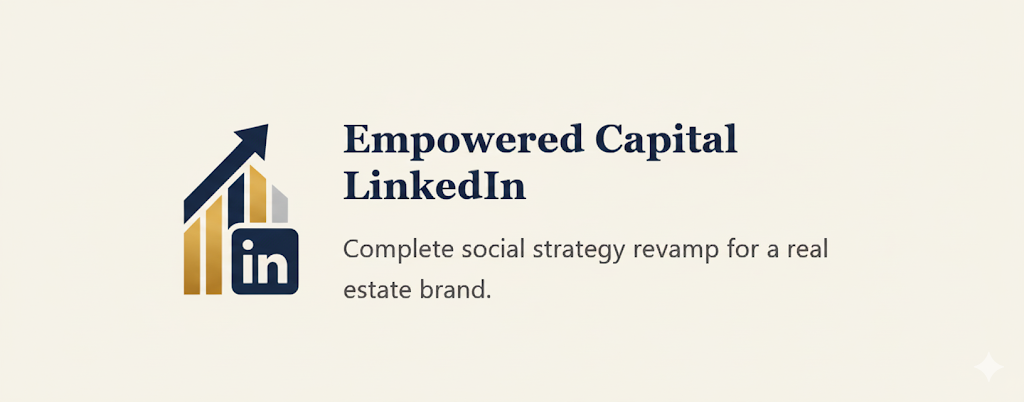 Empowered Capital
LinkedIn
Complete social strategy revamp for a real
estate brand.
in